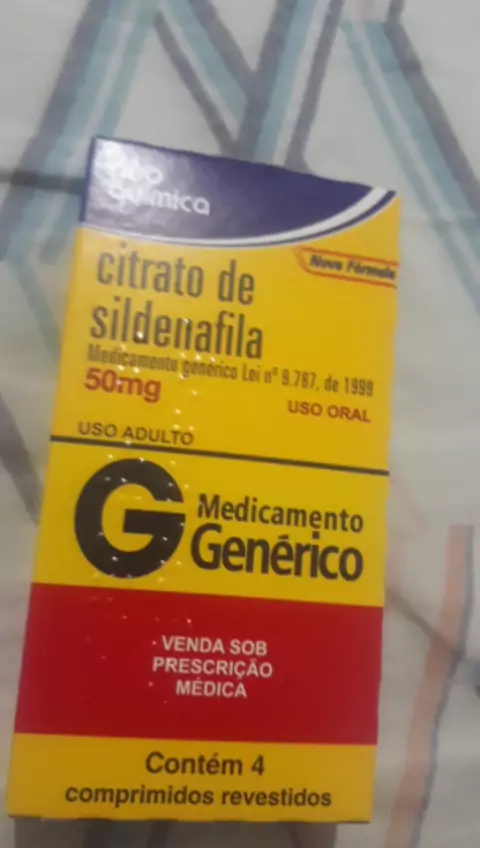 química
Nova Fórmula
citrato de
sildenafila
Medicamento genérico Lei nº 9.787, de 1999
50mg
USO ORAL
USO ADULTO
G Medicamento
Genérico
VENDA SOB
PRESCRIÇÃO
MÉDICA
Contém 4
comprimidos revestidos